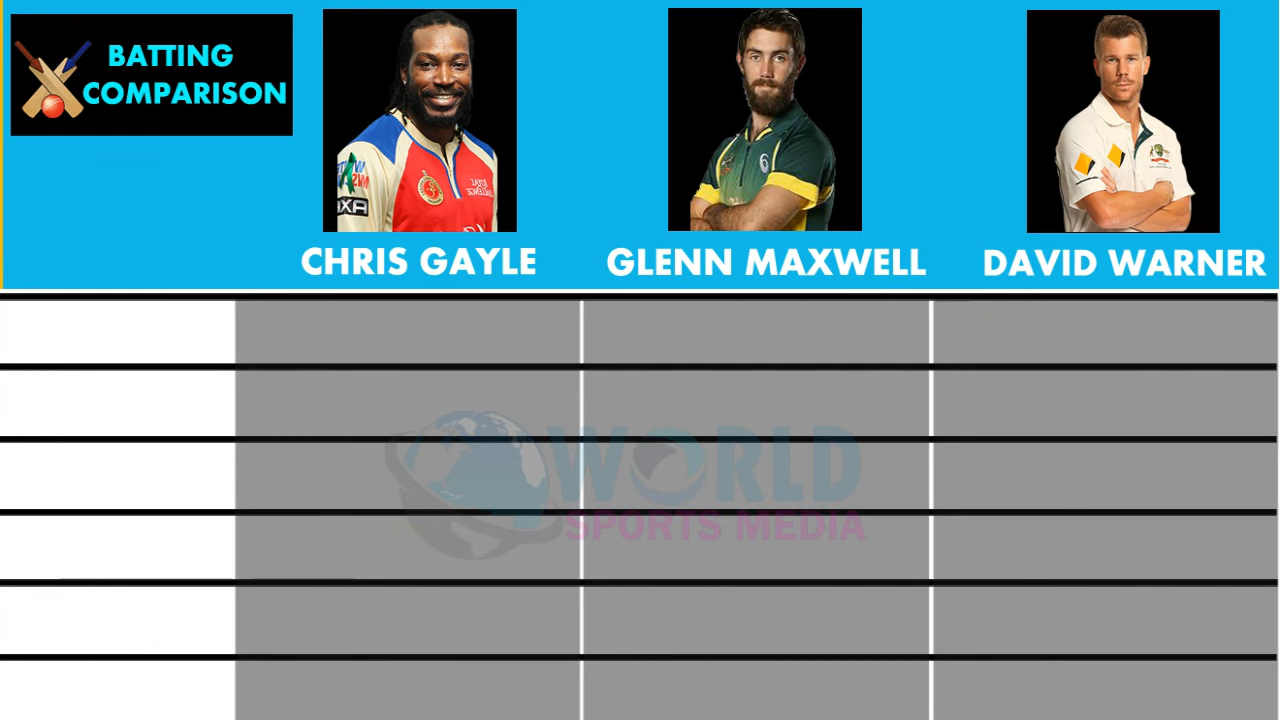 BATTING
COMPARISON
CHRIS GAYLE
GLENN MAXWELL
DAVID WARNER
WORLD
SPORTS MEDIA